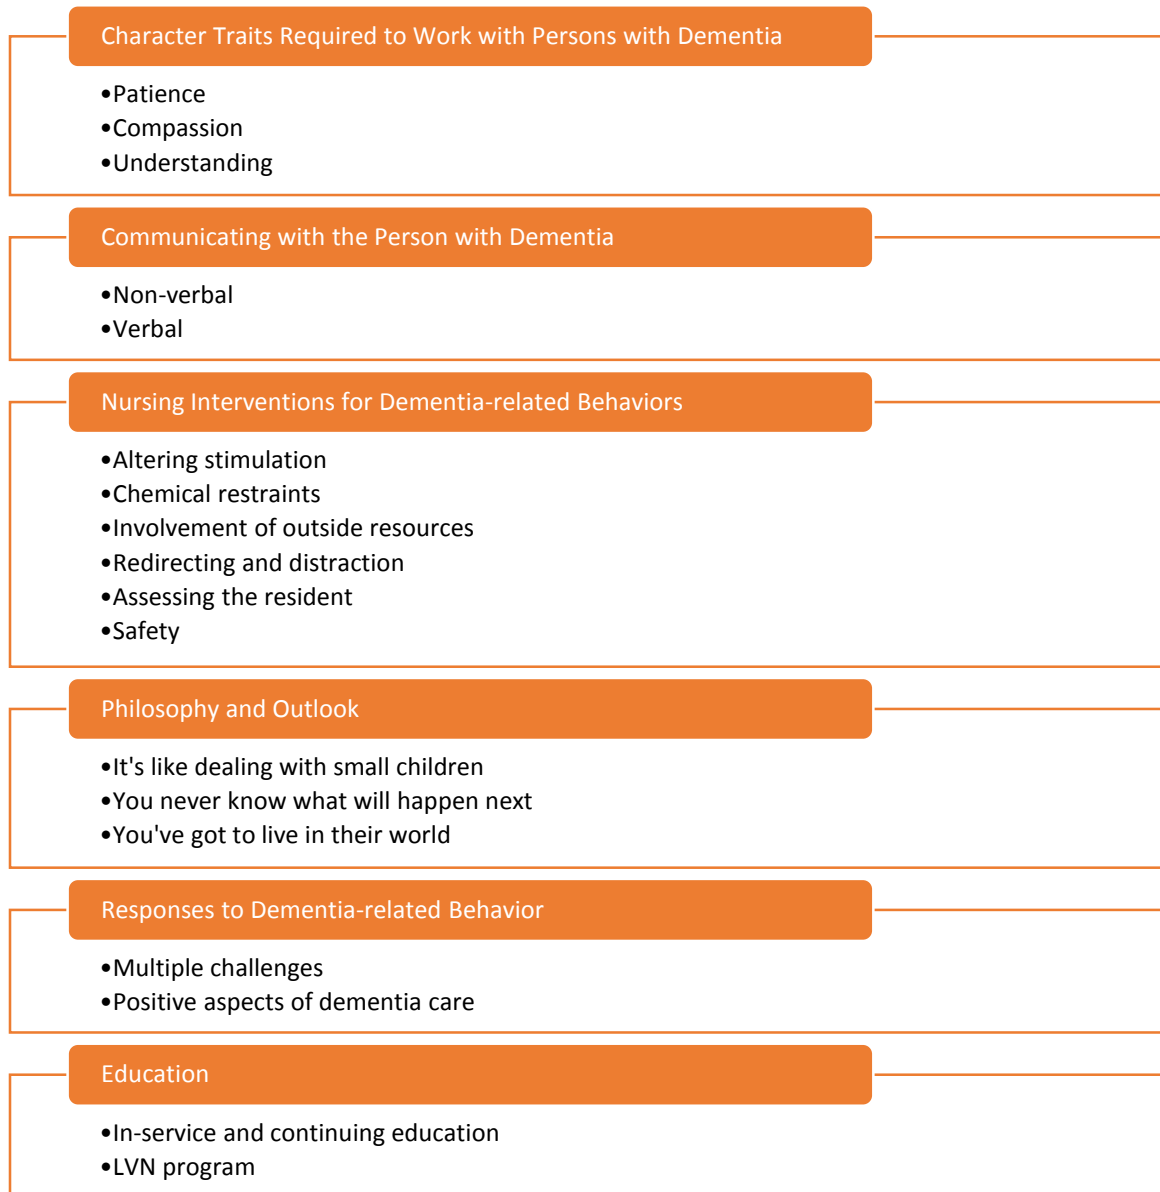 Character Traits Required to Work with Persons with Dementia
•Patience
•Compassion
•Understanding
Communicating with the Person with Dementia
•Non-verbal
•Verbal
Nursing Interventions for Dementia-related Behaviors
•Altering stimulation
•Chemical restraints
•Involvement of outside resources
•Redirecting and distraction
•Assessing the resident
•Safety
Philosophy and Outlook
•It's like dealing with small children
•You never know what will happen next
•You've got to live in their world
Responses to Dementia-related Behavior
•Multiple challenges
•Positive aspects of dementia care
Education
•In-service and continuing education
•LVN program